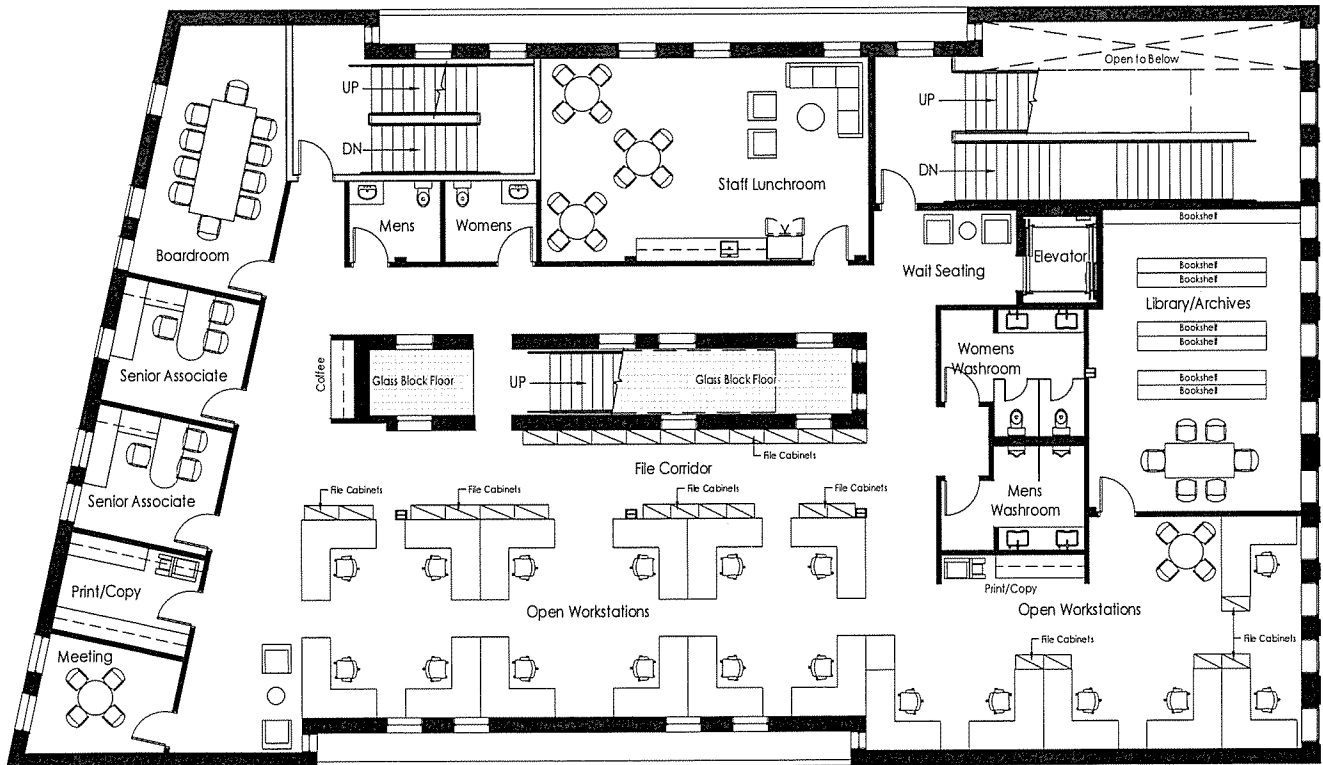 Open to Below
UP
UP
DN
DN
Staff Lunchroom
Mens
Womens
Bookshelf
Boardroom
Wait Seating
Elevator
Bookshelf
Bookshelf
Library/Archives
Bookshelf
Bookshelf
Womens
Washroom
Coffee
Glass Block Floor
UP
Glass Block Floor
Senior Associate
Bookshelf
Bookshelf
File Cabinets
File Corridor
Senior Associate
File Cabinets
File Cabinets
File Cabinets
File Cabinets
Mens
Washroom
Print/Copy
Print/Copy
Open Workstations
Open Workstations
File Cabinets
File Cabinets
Meeting